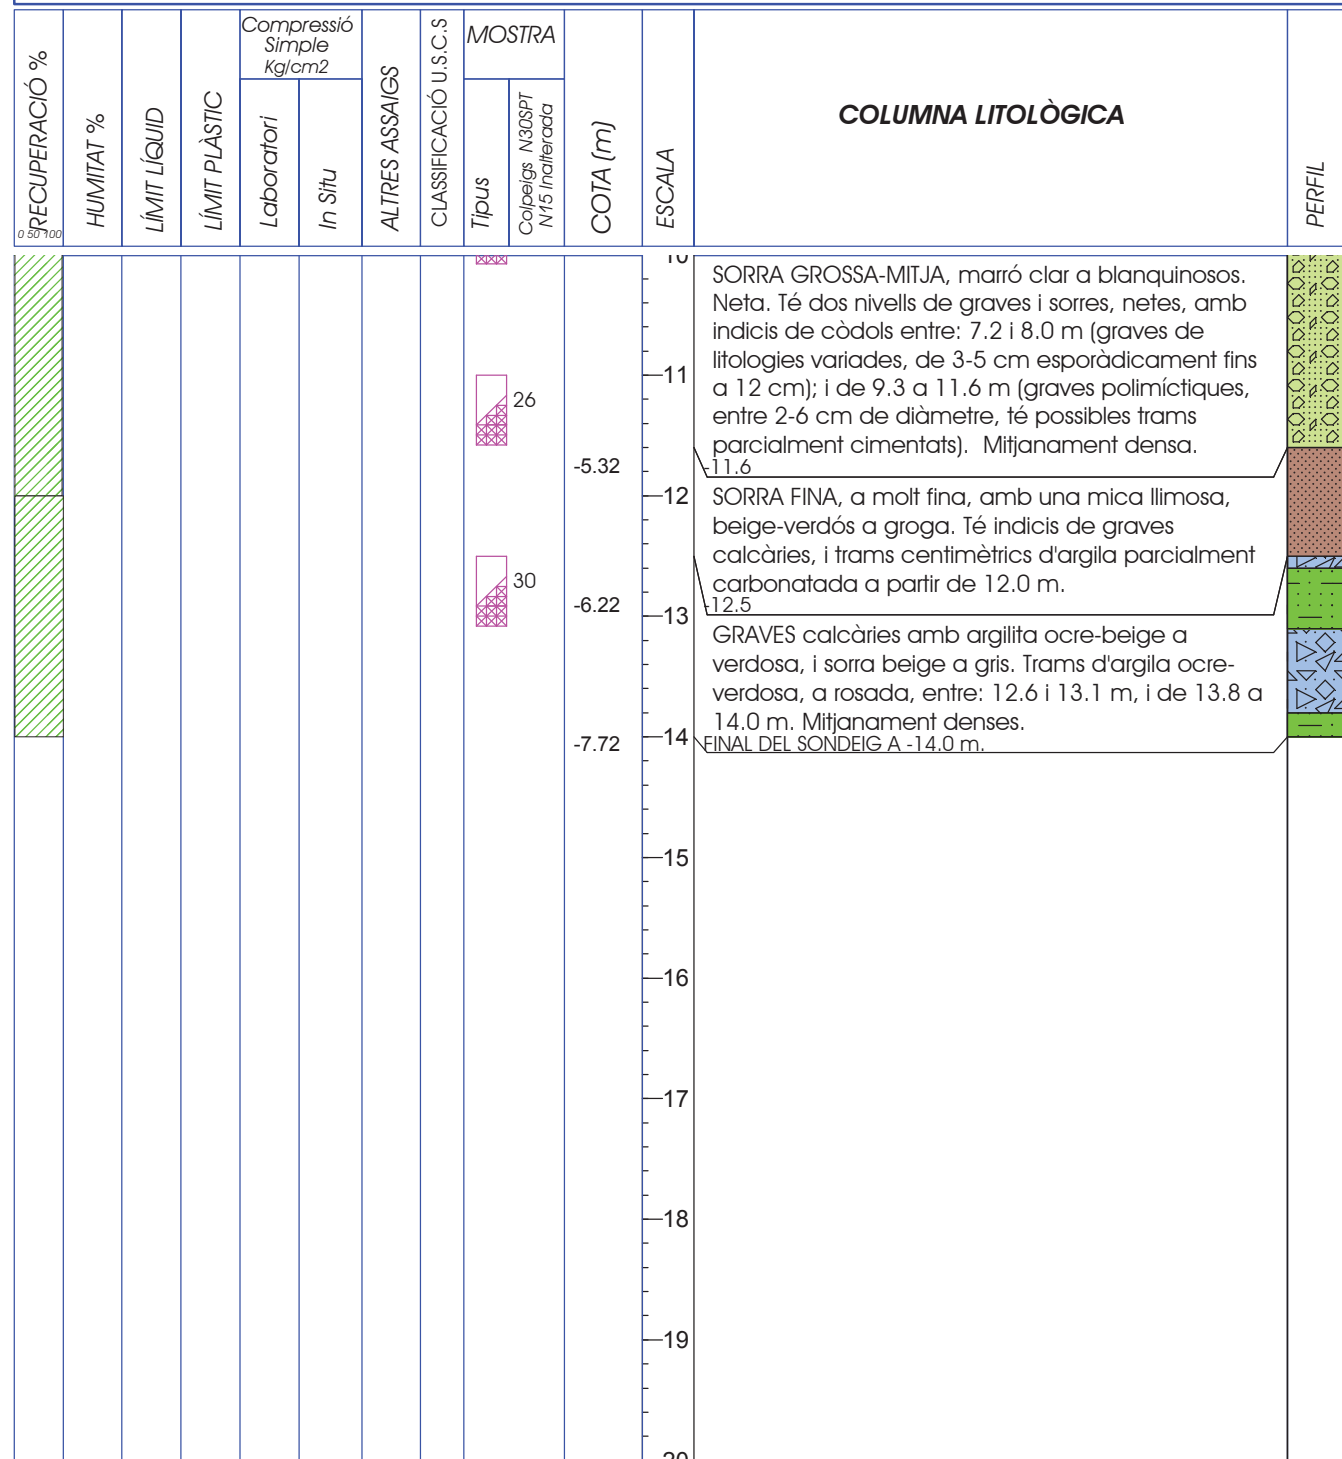 RECUPERACIÓ %
0 50 100
HUMITAT %
LÍMIT LÍQUID
LÍMIT PLÀSTIC
Compressió
Simple
Kg/cm2
Laboratori
In Situ
ALTRES ASSAIGS
CLASSIFICACIÓ U.S.C.S
MOSTRA
Tipus
Colpeigs N30SPT
N15 Inalterada
COTA (m)
ESCALA
COLUMNA LITOLÒGICA
PERFIL
10
SORRA GROSSA-MITJA, marró clar a blanquinosos.
Neta. Té dos nivells de graves i sorres, netes, amb
indicis de còdols entre: 7.2 i 8.0 m (graves de
litologies variades, de 3-5 cm esporàdicament fins
a 12 cm); i de 9.3 a 11.6 m (graves polimíctiques,
entre 2-6 cm de diàmetre, té possibles trams
parcialment cimentats). Mitjanament densa.
11
26
-5.32
-11.6
12
SORRA FINA, a molt fina, amb una mica llimosa,
beige-verdós a groga. Té indicis de graves
calcàries, i trams centimètrics d'argila parcialment
carbonatada a partir de 12.0 m.
30
-6.22
-12.5
13
GRAVES calcàries amb argilita ocre-beige a
verdosa, i sorra beige a gris. Trams d'argila ocre-
verdosa, a rosada, entre: 12.6 i 13.1 m, i de 13.8 a
14.0 m. Mitjanament denses.
-7.72
14
FINAL DEL SONDEIG A -14.0 m.
15
16
17
18
19
20